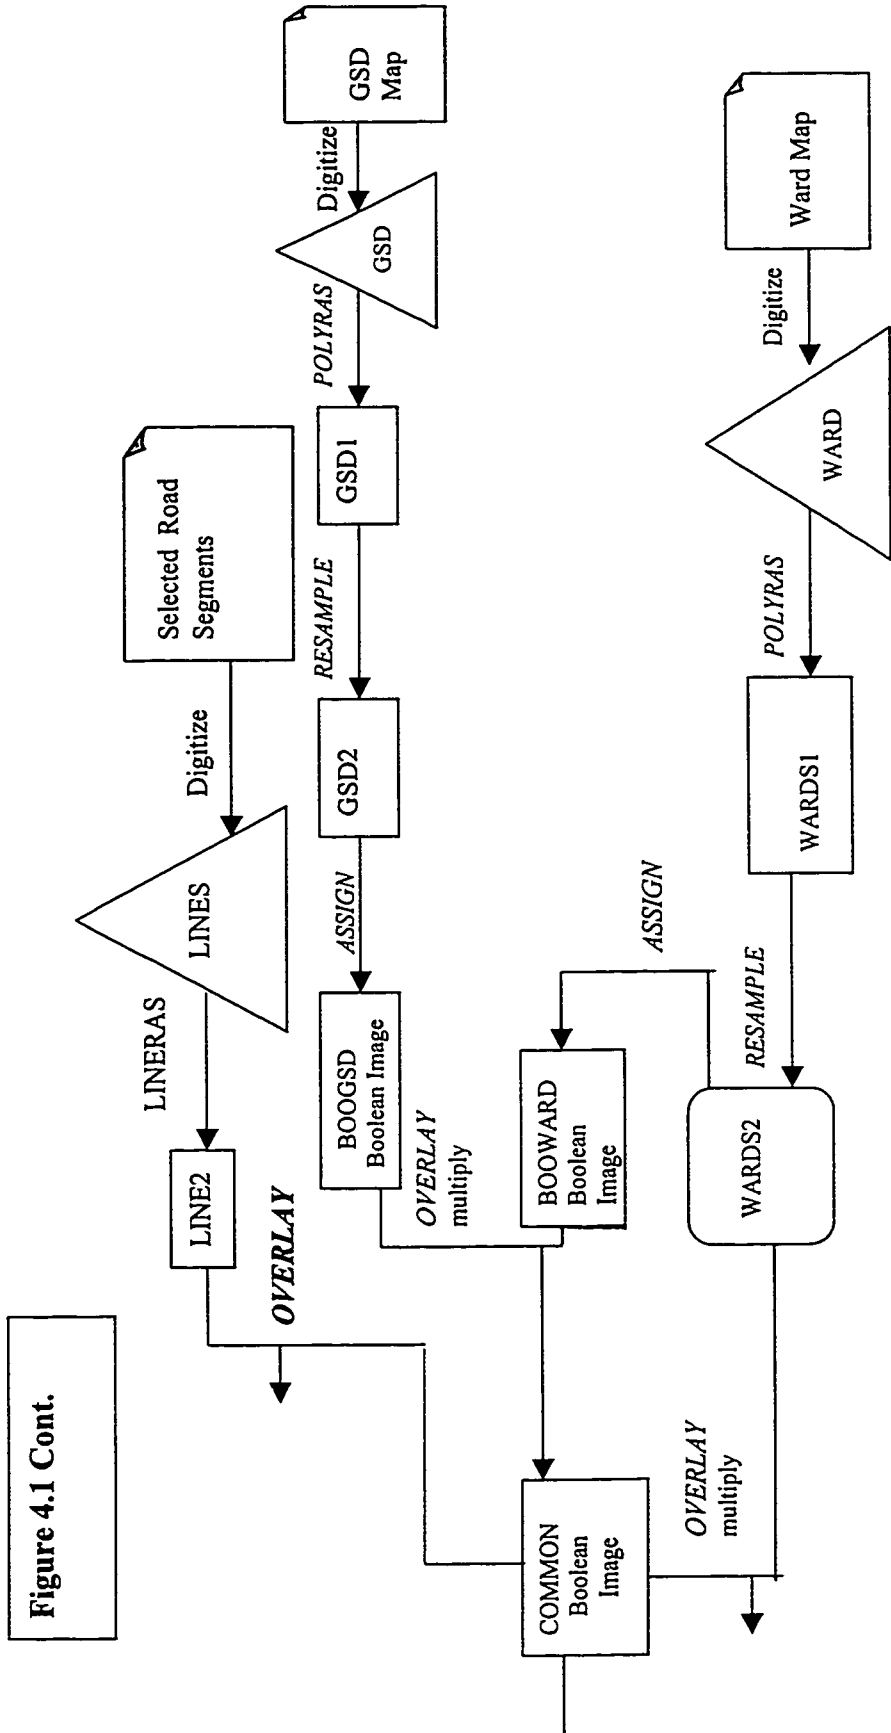 Figure 4.1 Cont.
LINE2
LINERAS
LINES
Digitize
Selected Road
Segments
OVERLAY
BOOGSD
Boolean Image
ASSIGN
GSD2
RESAMPLE
GSD1
POLYRAS
GSD
Digitize
GSD
Map
OVERLAY
multiply
COMMON
Boolean
Image
BOOWARD
Boolean
Image
ASSIGN
OVERLAY
multiply
WARDS2
RESAMPLE
WARDS1
POLYRAS
WARD
Digitize
Ward Map